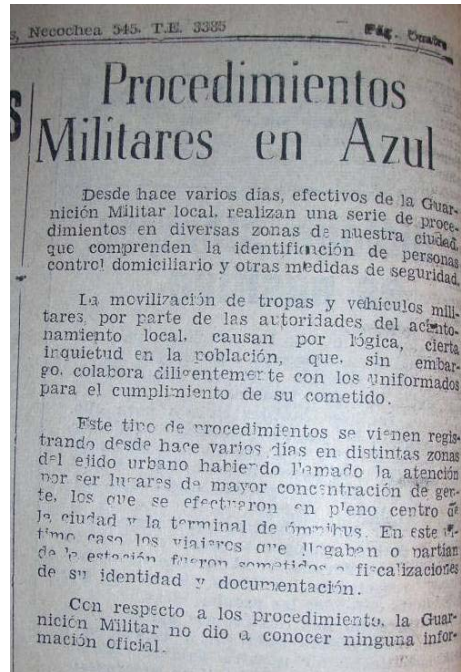 s, Necochea 545. T.E. 3385
Pág.
S
Procedimientos
Militares en Azul
Desde hace varios días, efectivos de la Guar-
nición Militar local. realizan una serie de proce-
dimientos en diversas zonas de nuestra ciudad,
que comprenden la identificación de personas
control domiciliario y otras medidas de seguridad.
La movilización de tropas y vehículos mili-
tares, por parte de las autoridades del acanto-
namiento local. causan por lógica, cierta
inquietud en la población, que, sin embar-
go, colabora diligentemente con los uniformados
para el cumplimiento de su cometido.
Este tipo de procedimientos se vienen regis-
trando desde hace varios días en distintas zonas
del ejido urbano habiendo llamado la atención
por ser lugares de mayor concentración de gen-
te, los que se efectuaron en pleno centro de
la ciudad y la terminal de ómnibus. En este úl-
timo caso los viajeros que llegaban o partían
de la estación fueron sometidos a fiscalizaciones
de su identidad y documentación.
Con respecto a los procedimiento, la Guar-
nición Militar no dio a conocer ninguna infor-
mación oficial.